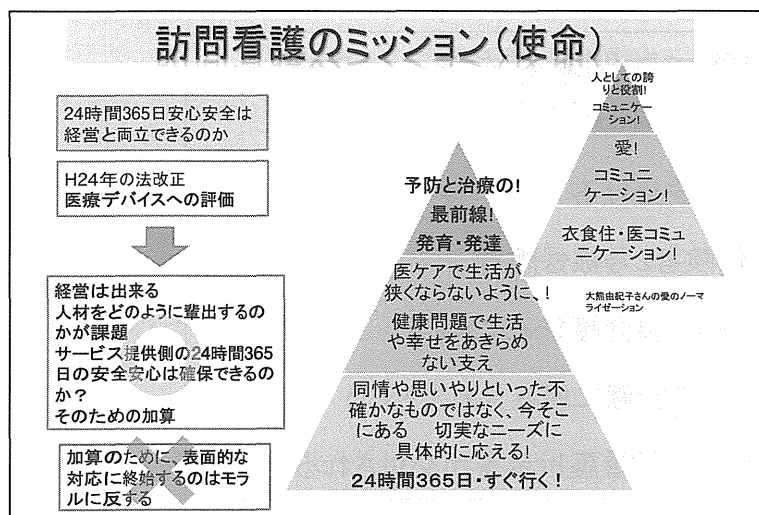 訪問看護のミッション(使命)
24時間365日安心安全は
経営と両立できるのか
H24年の法改正
医療デバイスへの評価
経営は出来る
人材をどのように輩出するの
かが課題
サービス提供側の24時間365
日の安全安心は確保できるのか?
そのための加算
加算のために、表面的な
対応に終始するのはモラ
ルに反する
予防と治療の!
最前線!
発育・発達
医ケアで生活が
狭くならないように、!
健康問題で生活
や幸せをあきらめ
ない支え
同情や思いやりといった不
確かなものではなく、今そこ
にある 切実なニーズに
具体的に応える!
24時間365日・すぐ行く!
人としての誇
りと役割!
コミュニケー
ション!
愛!
コミュニ
ケーション!
衣食住・医コミュ
ニケーション!
大熊由紀子さんの愛のノーマ
ライゼーション